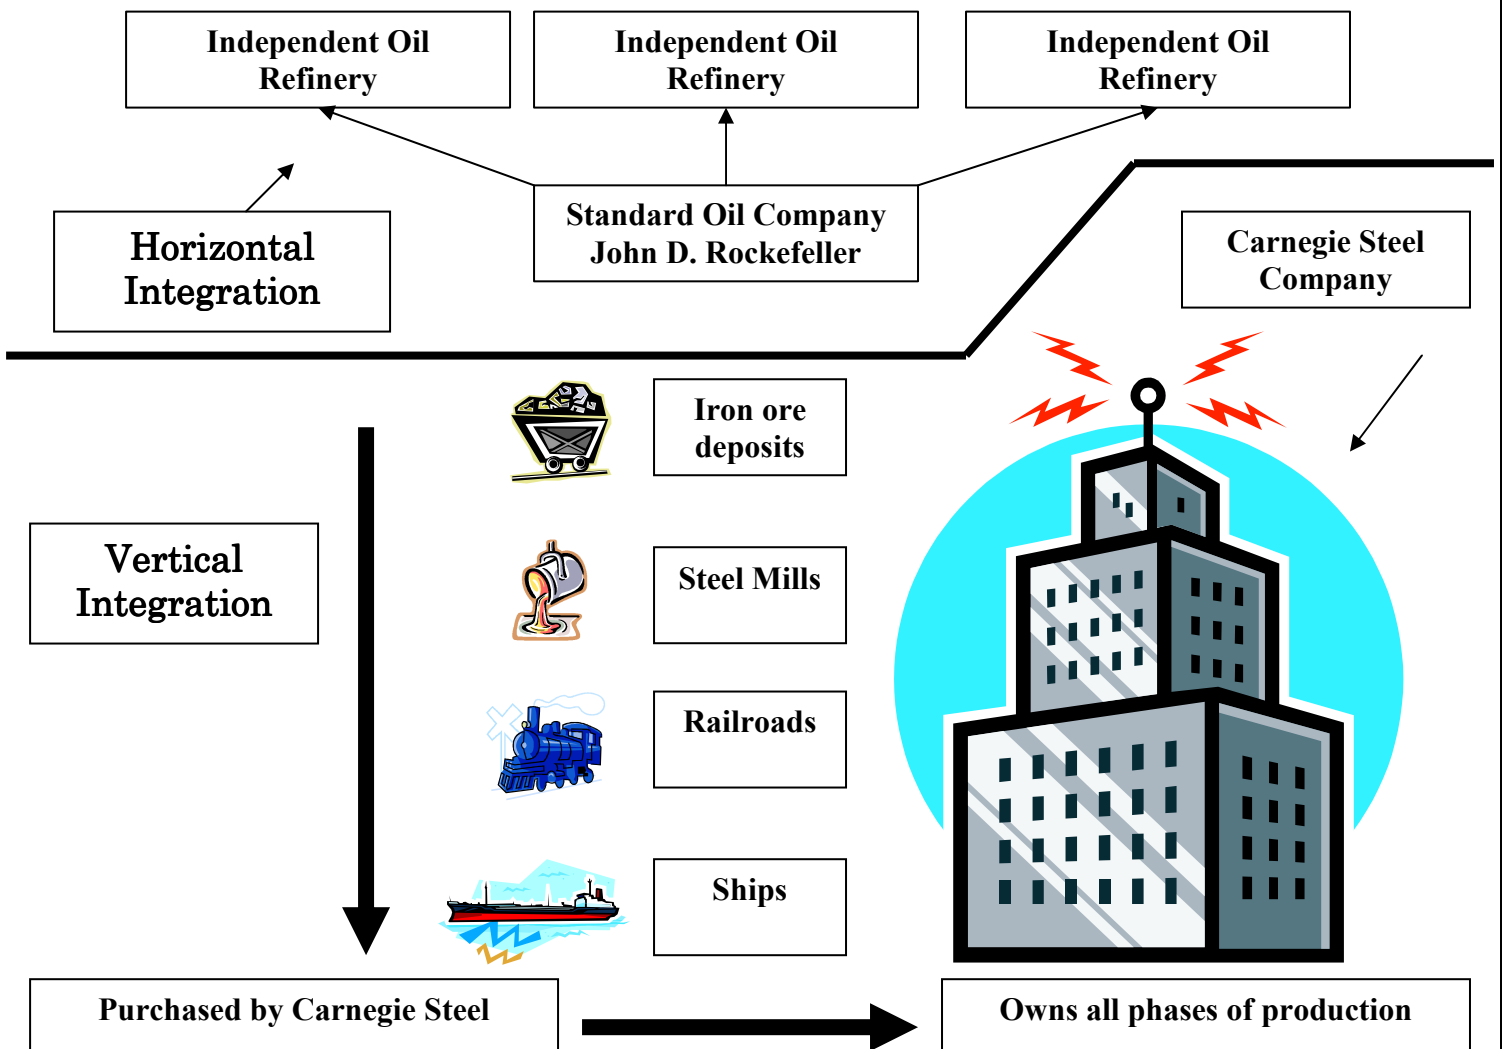 Independent Oil
Refinery
Independent Oil
Refinery
Independent Oil
Refinery
Standard Oil Company
John D. Rockefeller
Horizontal
Integration
Carnegie Steel
Company
Iron ore
deposits
Vertical
Integration
Steel Mills
Railroads
Ships
Purchased by Carnegie Steel
Owns all phases of production